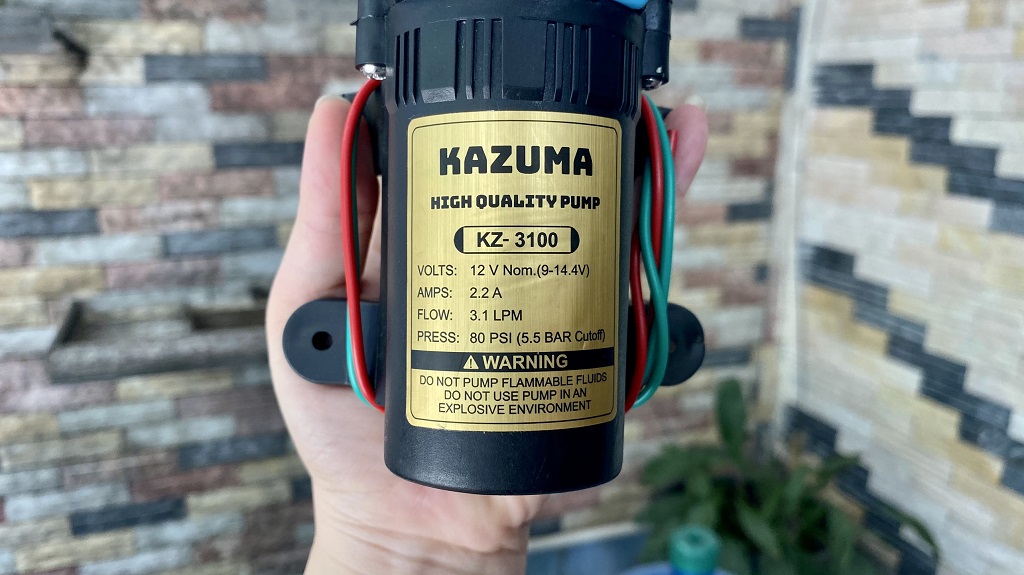 KAZUMA
HIGH QUALITY PUMP
KZ- 3100
VOLTS: 12 V Nom.(9-14.4V)
AMPS: 2.2 A
FLOW: 3.1 LPM
PRESS: 80 PSI (5.5 BAR Cutoff)
⚠ WARNING
DO NOT PUMP FLAMMABLE FLUIDS
DO NOT USE PUMP IN AN
EXPLOSIVE ENVIRONMENT